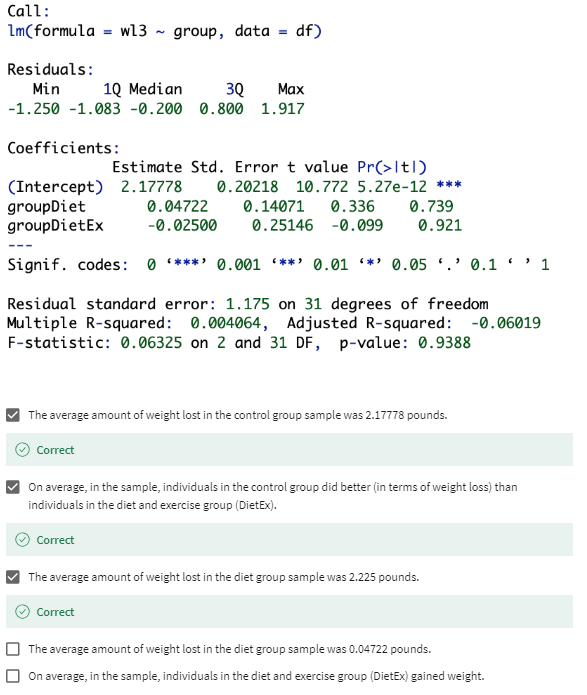 Call:
lm(formula = wl3 ~ group, data = df)
Residuals:
Min 1Q Median 3Q Max
-1.250 -1.083 -0.200 0.800 1.917
Coefficients:
Estimate Std. Error t value Pr(>|t|)
(Intercept) 2.17778 0.20218 10.772 5.27e-12 ***
groupDiet 0.04722 0.14071 0.336 0.739
groupDietEx -0.02500 0.25146 -0.099 0.921
---
Signif. codes: 0 ‘***’ 0.001 ‘**’ 0.01 ‘*’ 0.05 ‘.’ 0.1 ‘ ’ 1
Residual standard error: 1.175 on 31 degrees of freedom
Multiple R-squared: 0.004064, Adjusted R-squared: -0.06019
F-statistic: 0.06325 on 2 and 31 DF, p-value: 0.9388
The average amount of weight lost in the control group sample was 2.17778 pounds.
Correct
On average, in the sample, individuals in the control group did better (in terms of weight loss) than
individuals in the diet and exercise group (DietEx).
Correct
The average amount of weight lost in the diet group sample was 2.225 pounds.
Correct
The average amount of weight lost in the diet group sample was 0.04722 pounds.
On average, in the sample, individuals in the diet and exercise group (DietEx) gained weight.